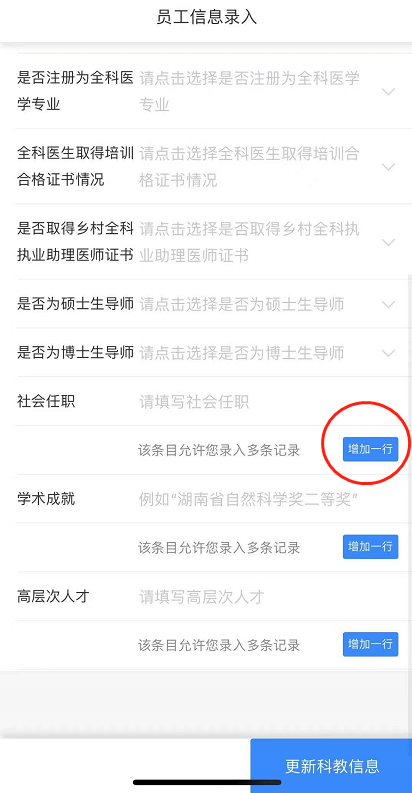 员工信息录入
是否注册为全科医 请点击选择是否注册为全科医学
学专业 专业
全科医生取得培训 请点击选择全科医生取得培训合
合格证书情况 格证书情况
是否取得乡村全科 请点击选择是否取得乡村全科执
执业助理医师证书 业助理医师证书
是否为硕士生导师 请点击选择是否为硕士生导师
是否为博士生导师 请点击选择是否为博士生导师
社会任职 请填写社会任职
该条目允许您录入多条记录 增加一行
学术成就 例如“湖南省自然科学奖二等奖”
该条目允许您录入多条记录 增加一行
高层次人才 请填写高层次人才
该条目允许您录入多条记录 增加一行
更新科教信息